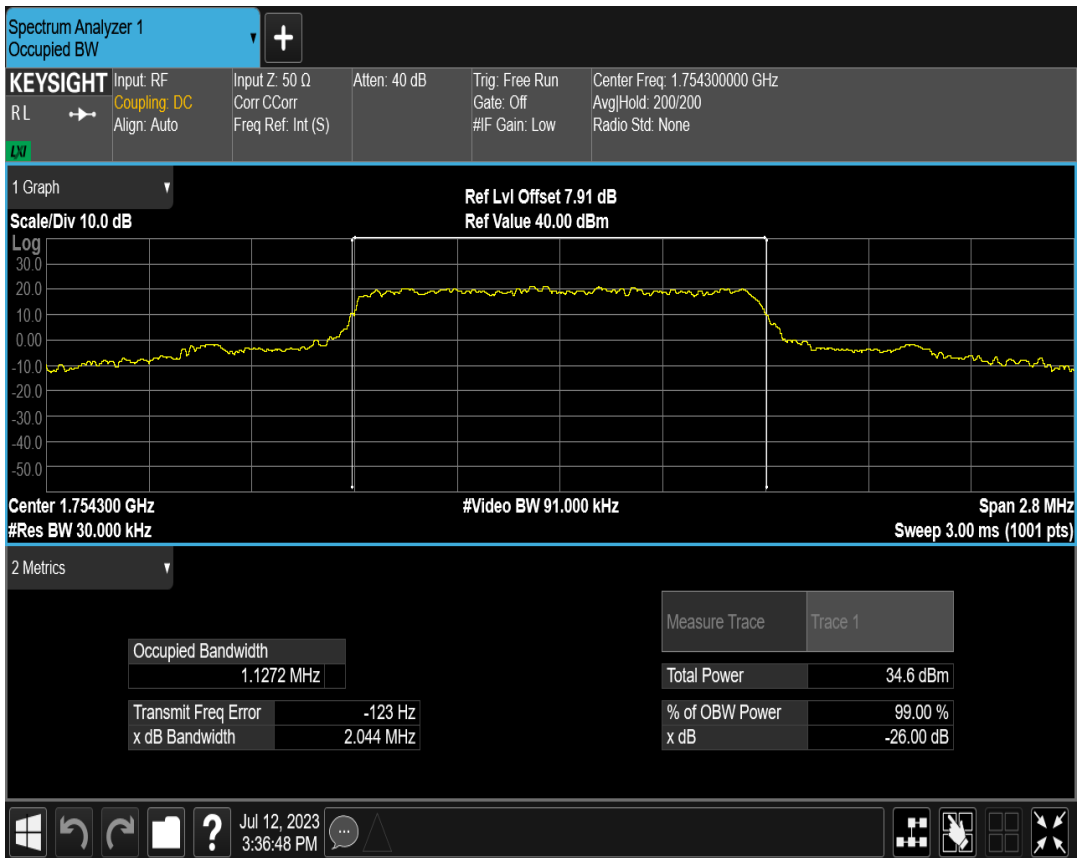 Spectrum Analyzer 1
Occupied BW
KEYSIGHT
RL
LXI
Input: RF
Coupling: DC
Align: Auto
Input Z: 50 Ω
Corr CCorr
Freq Ref: Int (S)
Atten: 40 dB
Trig: Free Run
Gate: Off
#IF Gain: Low
Center Freq: 1.754300000 GHz
Avg|Hold: 200/200
Radio Std: None
1 Graph
Scale/Div 10.0 dB
Ref Lvl Offset 7.91 dB
Ref Value 40.00 dBm
Log
30.0
20.0
10.0
0.00
-10.0
-20.0
-30.0
-40.0
-50.0
Center 1.754300 GHz
#Res BW 30.000 kHz
#Video BW 91.000 kHz
Span 2.8 MHz
Sweep 3.00 ms (1001 pts)
2 Metrics
Measure Trace Trace 1
Occupied Bandwidth
1.1272 MHz
Total Power 34.6 dBm
Transmit Freq Error -123 Hz
x dB Bandwidth 2.044 MHz
% of OBW Power 99.00 %
x dB -26.00 dB
?
Jul 12, 2023
3:36:48 PM